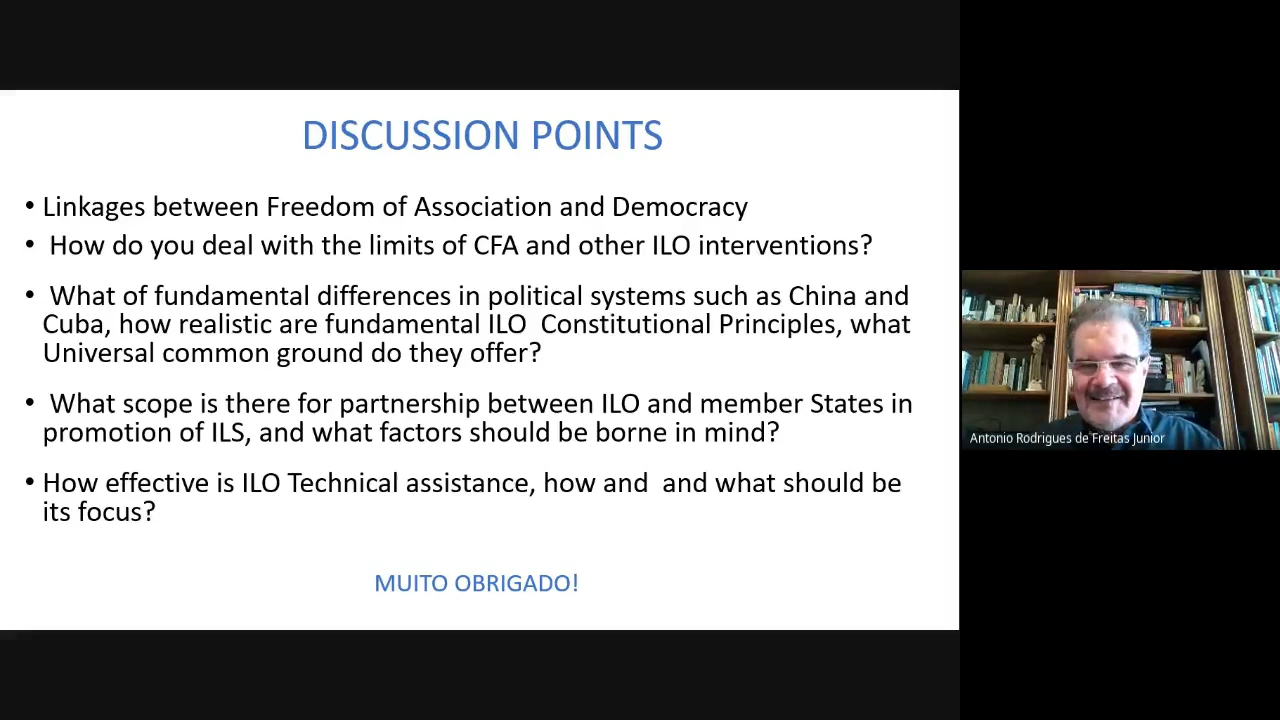 DISCUSSION POINTS
• Linkages between Freedom of Association and Democracy
• How do you deal with the limits of CFA and other ILO interventions?
• What of fundamental differences in political systems such as China and
Cuba, how realistic are fundamental ILO Constitutional Principles, what
Universal common ground do they offer?
• What scope is there for partnership between ILO and member States in
promotion of ILS, and what factors should be borne in mind?
• How effective is ILO Technical assistance, how and and what should be
its focus?
MUITO OBRIGADO!
Antonio Rodrigues de Freitas Junior